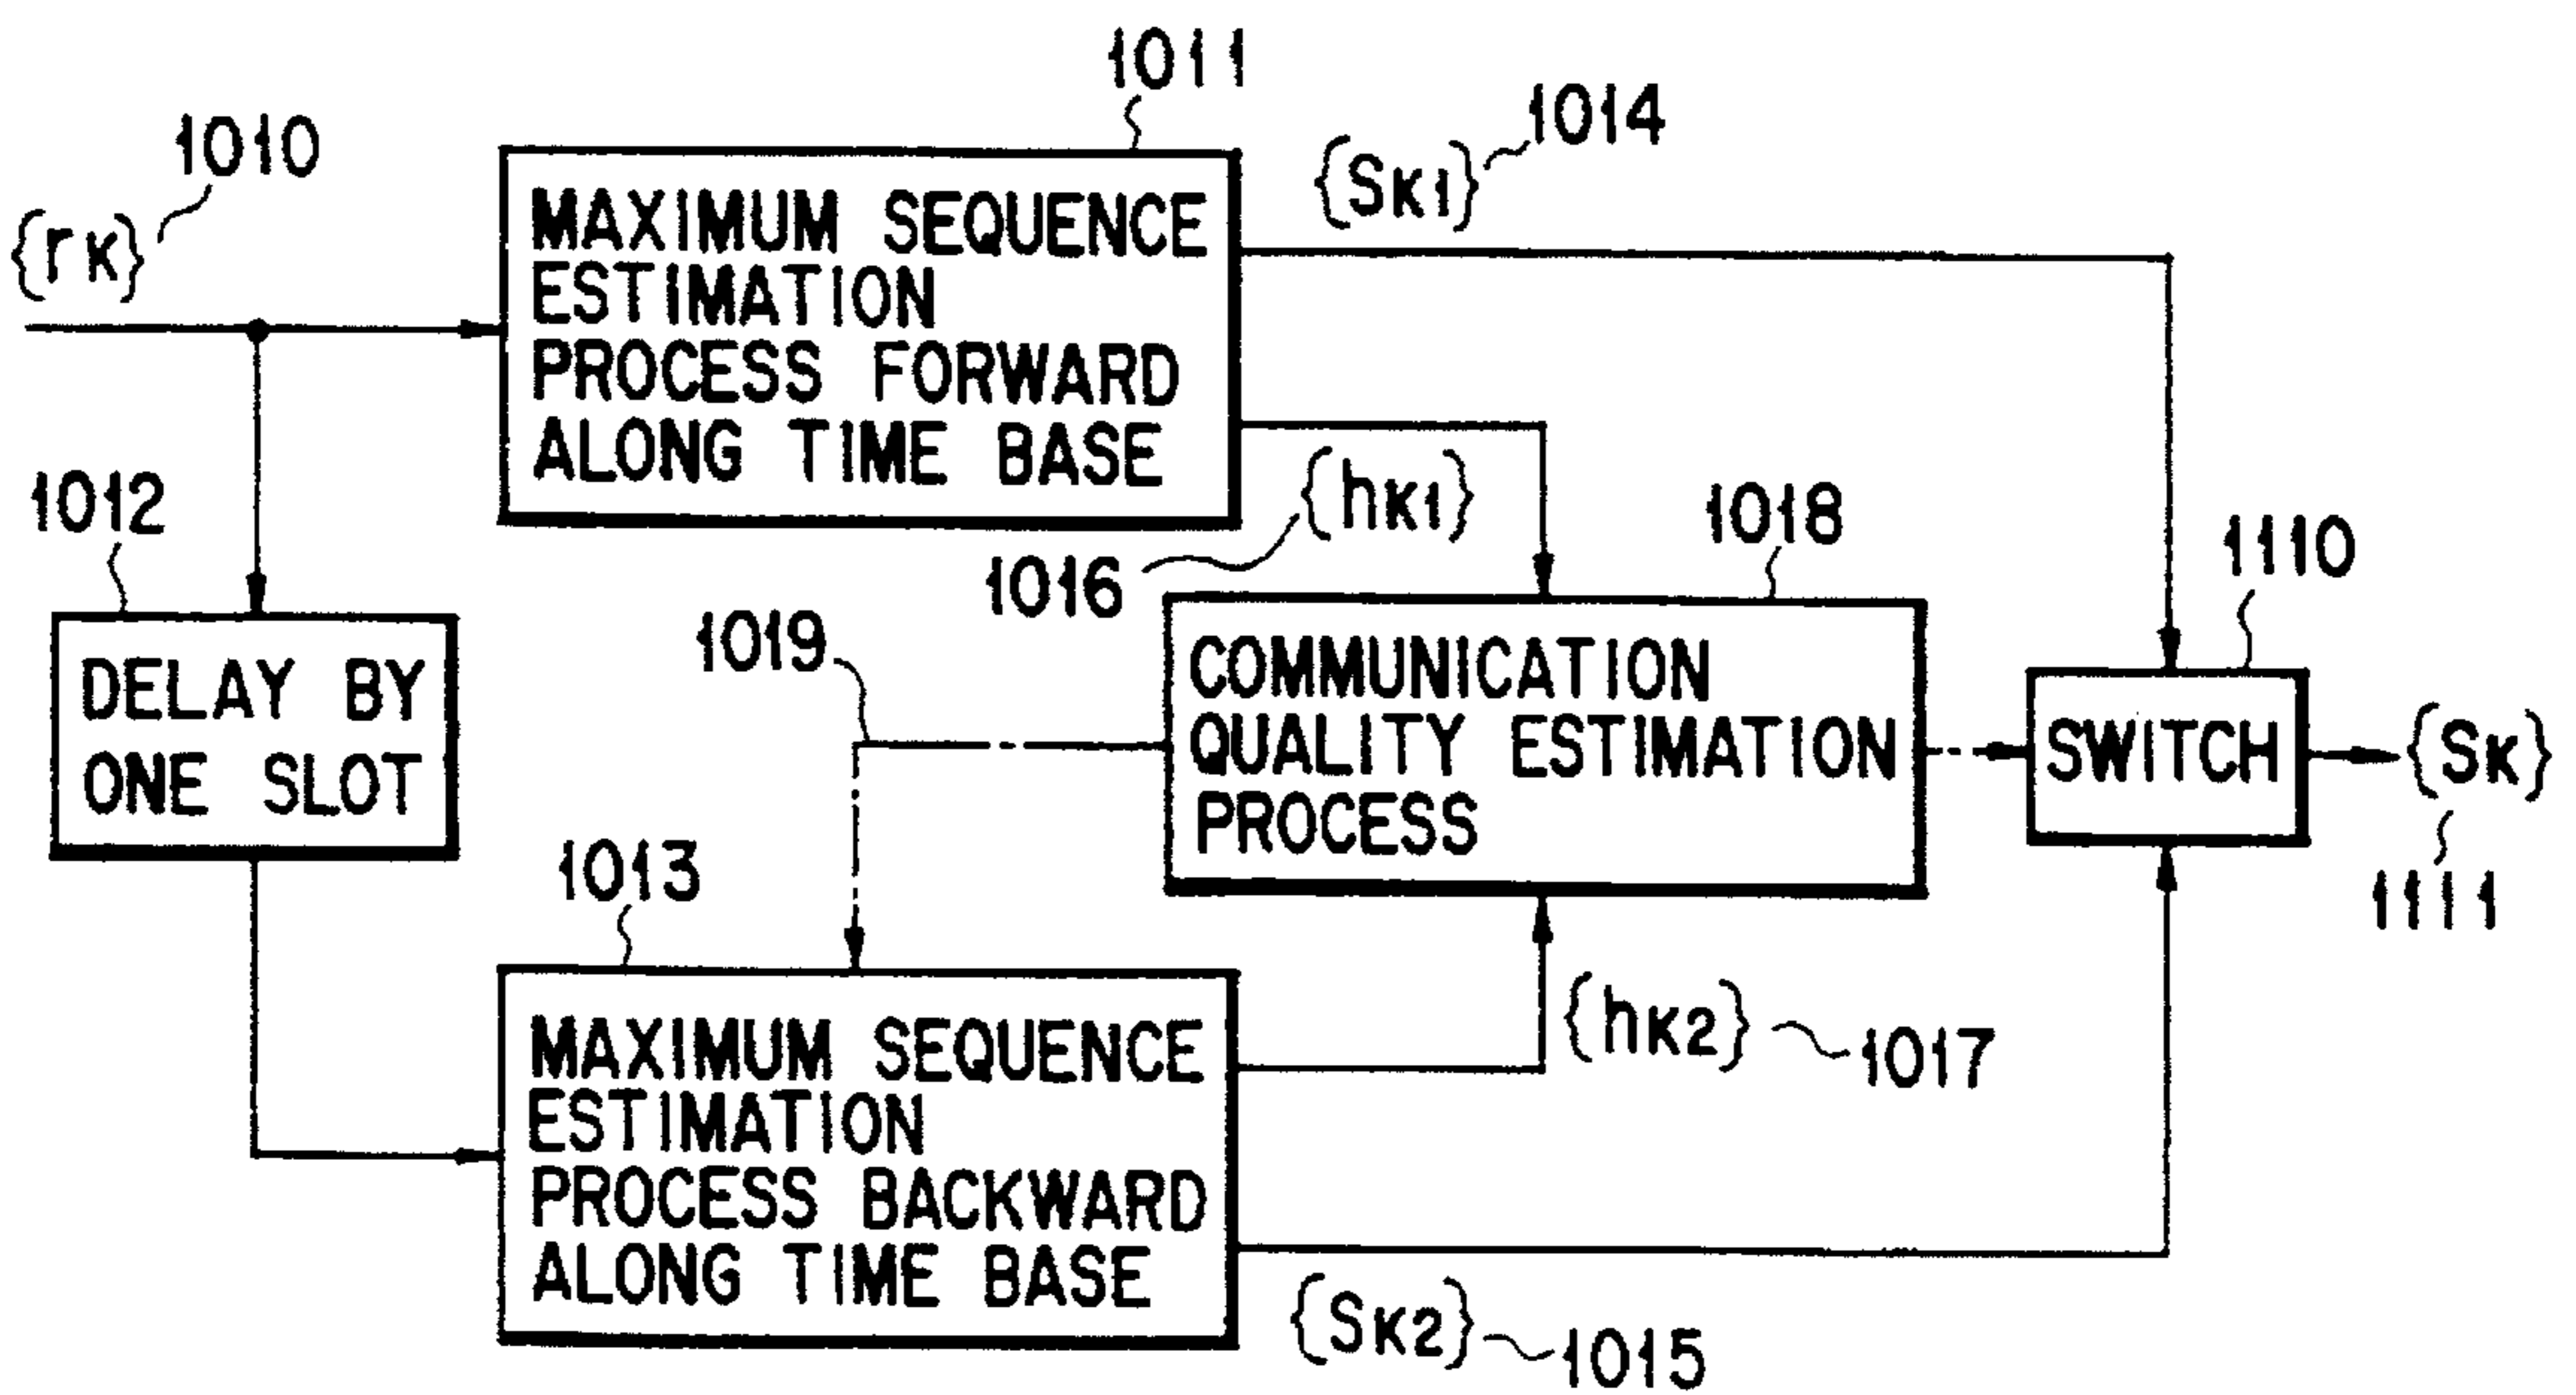 1011
1014
1010
{SK1}
{rK}
MAXIMUM SEQUENCE
ESTIMATION
PROCESS FORWARD
ALONG TIME BASE
{hK1}
1012
1018
1110
1016
1019
DELAY BY
ONE SLOT
COMMUNICATION
QUALITY ESTIMATION
PROCESS
SWITCH
{SK}
1111
1013
{hK2}
1017
MAXIMUM SEQUENCE
ESTIMATION
PROCESS BACKWARD
ALONG TIME BASE
{SK2}
1015